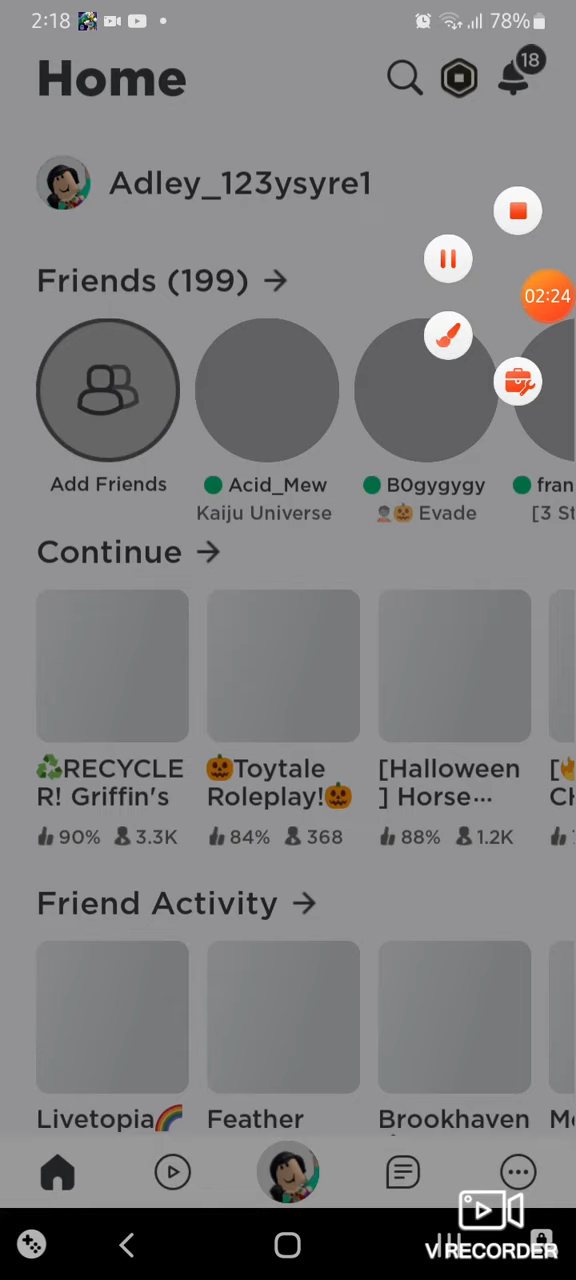 2:18
78%
Home
18
Adley_123ysyre1
Friends (199) →
02:24
Add Friends
Acid_Mew
Kaiju Universe
B0gygygy
👤🎃 Evade
fran
[3 St
Continue →
♻️RECYCLE
R! Griffin's
90% 3.3K
🎃Toytale
Roleplay!🎃
84% 368
[Halloween
] Horse...
88% 1.2K
Friend Activity →
Livetopia🌈
Feather
Brookhaven
V RECORDER